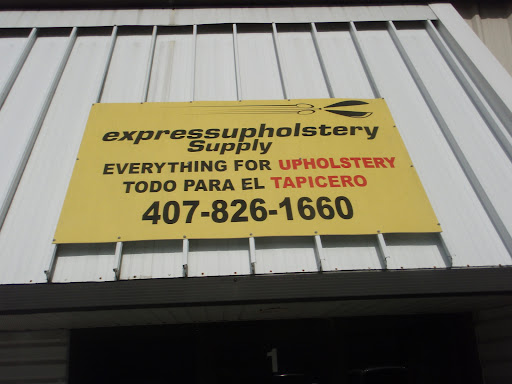 expressupholstery
Supply
EVERYTHING FOR UPHOLSTERY
TODO PARA EL TAPICERO
407-826-1660
1